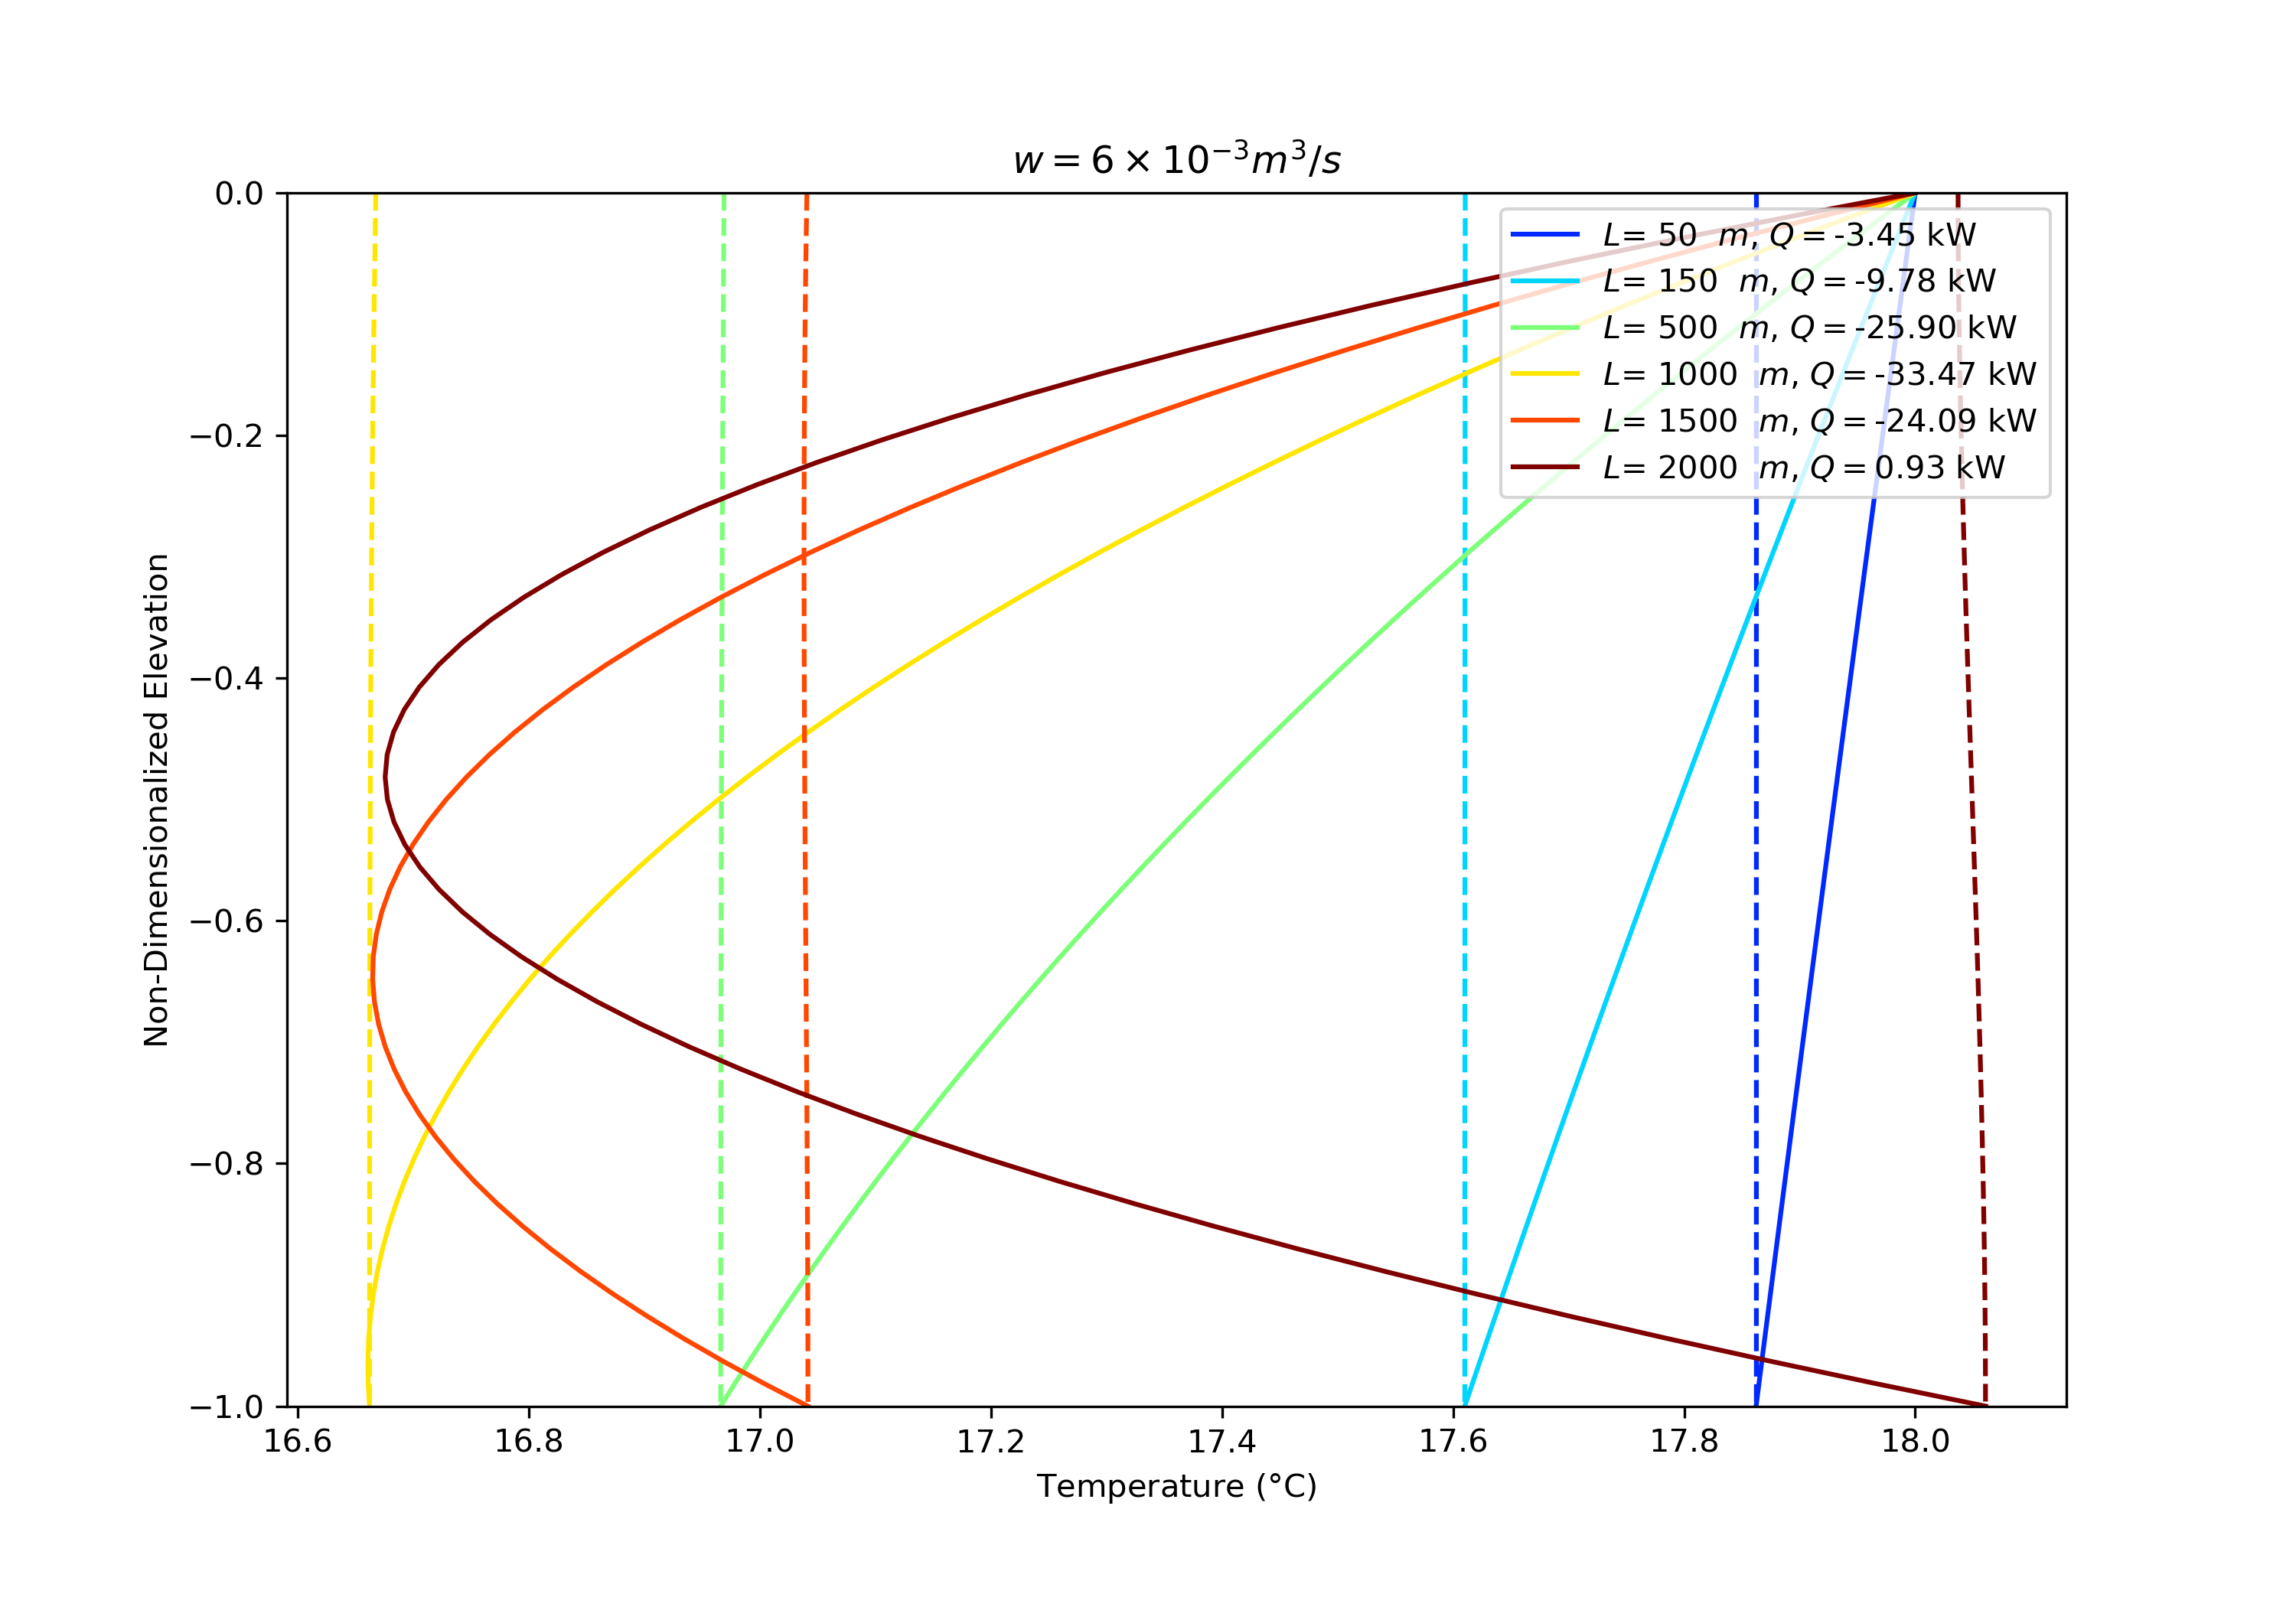 w = 6 × 10⁻³m³/s
0.0
−0.2
−0.4
−0.6
−0.8
−1.0
Non-Dimensionalized Elevation
L= 50 m, Q = -3.45 kW
L= 150 m, Q = -9.78 kW
L= 500 m, Q = -25.90 kW
L= 1000 m, Q = -33.47 kW
L= 1500 m, Q = -24.09 kW
L= 2000 m, Q = 0.93 kW
16.6 16.8 17.0 17.2 17.4 17.6 17.8 18.0
Temperature (°C)